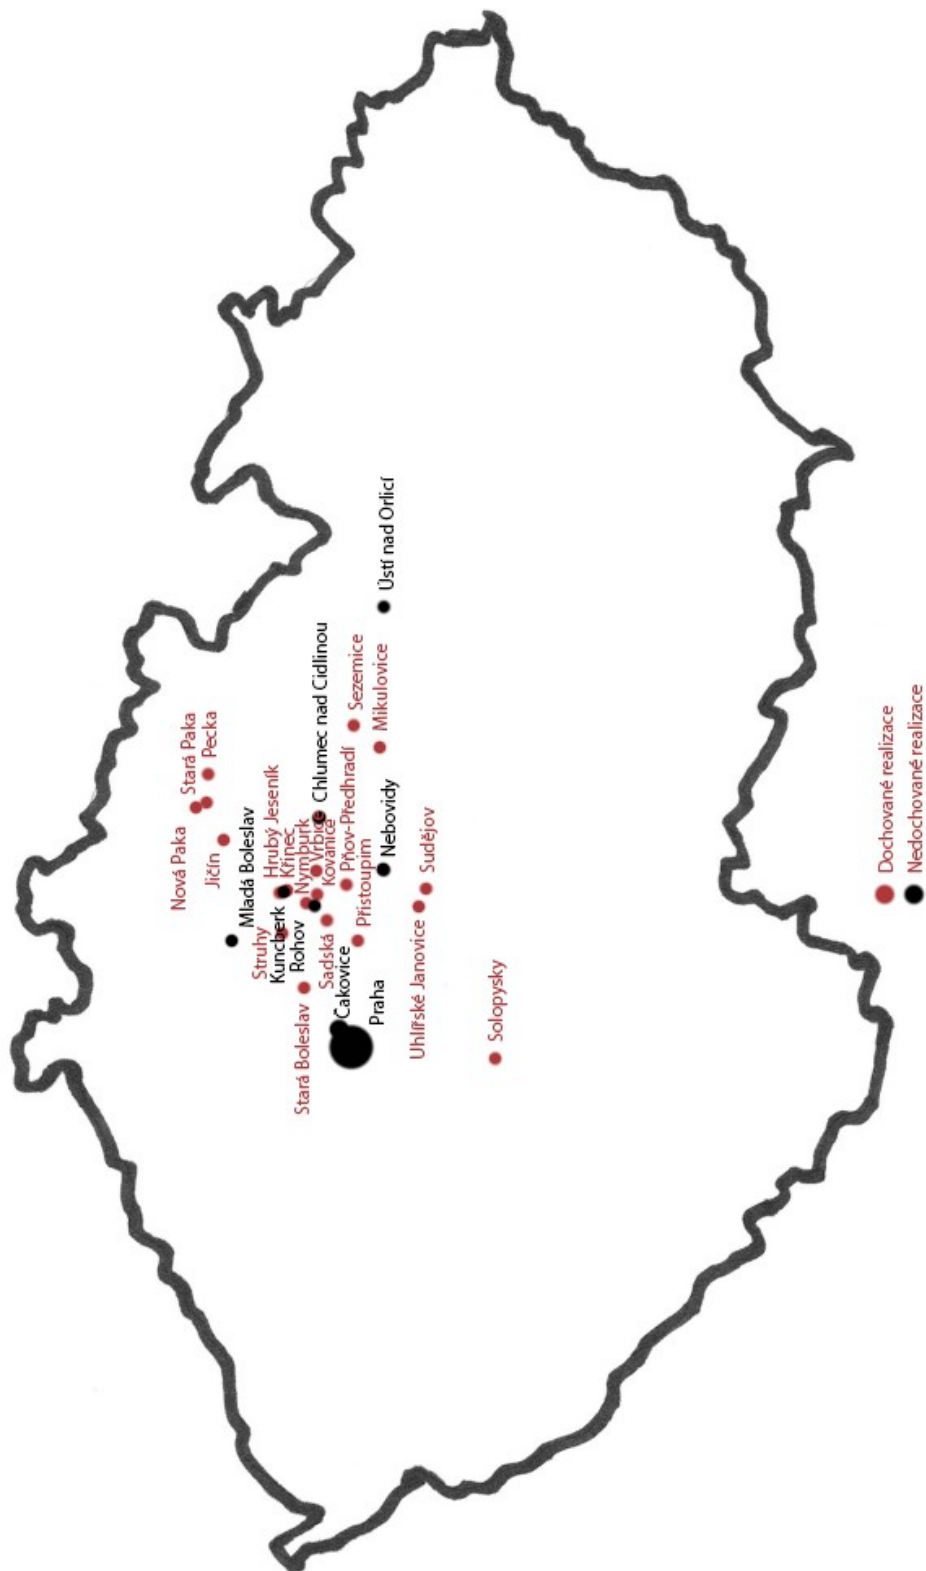 Nová Paka
Stará Paka
Pecka
Jičín
Mladá Boleslav
Hrubý Jeseník
Křinec
Struhy
Kuncberk
Nymburk
Rohov
Vrbice
Chlumec nad Cidlinou
Stará Boleslav
Kovanice
Sadská
Čakovice
Pňov-Předhradí
Sezemice
Přistoupim
Praha
Mikulovice
Nebovidy
Ústí nad Orlicí
Uhlířské Janovice
Sudějov
Solopysky
Dochované realizace
Nedochované realizace